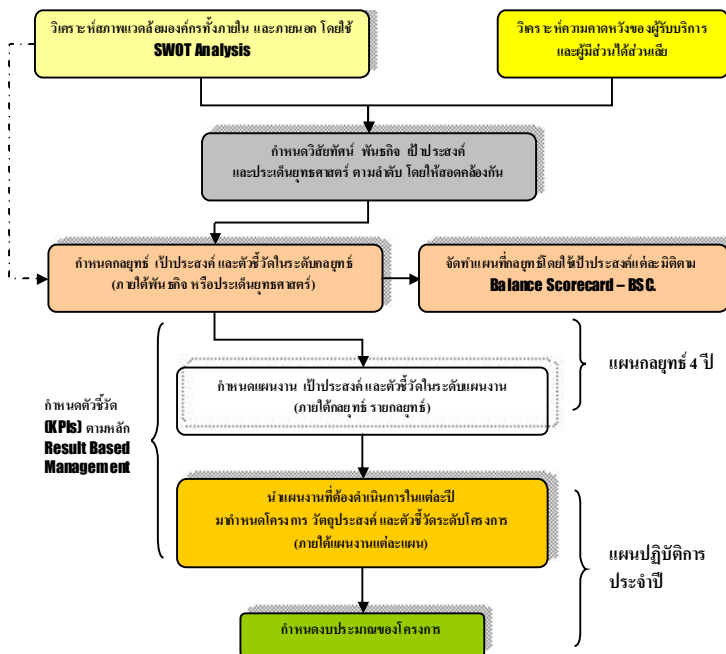 วิเคราะห์สภาพแวดล้อมองค์กรทั้งภายใน และภายนอก โดยใช้
SWOT Analysis
วิเคราะห์ความคาดหวังของผู้รับบริการ
และผู้มีส่วนได้ส่วนเสีย
กำหนดวิสัยทัศน์ พันธกิจ เป้าประสงค์
และประเด็นยุทธศาสตร์ ตามลำดับ โดยให้สอดคล้องกัน
กำหนดกลยุทธ์ เป้าประสงค์ และตัวชี้วัดในระดับกลยุทธ์
(ภายใต้พันธกิจ หรือประเด็นยุทธศาสตร์)
จัดทำแผนที่กลยุทธ์โดยใช้เป้าประสงค์แต่ละมิติตาม
Balance Scorecard – BSC.
กำหนดแผนงาน เป้าประสงค์ และตัวชี้วัดในระดับแผนงาน
(ภายใต้กลยุทธ์ รายกลยุทธ์)
แผนกลยุทธ์ 4 ปี
กำหนดตัวชี้วัด
(KPIs) ตามหลัก
Result Based
Management
นำแผนงานที่ต้องดำเนินการในแต่ละปี
มากำหนดโครงการ วัตถุประสงค์ และตัวชี้วัดระดับโครงการ
(ภายใต้แผนงานแต่ละแผน)
แผนปฏิบัติการ
ประจำปี
กำหนดงบประมาณของโครงการ